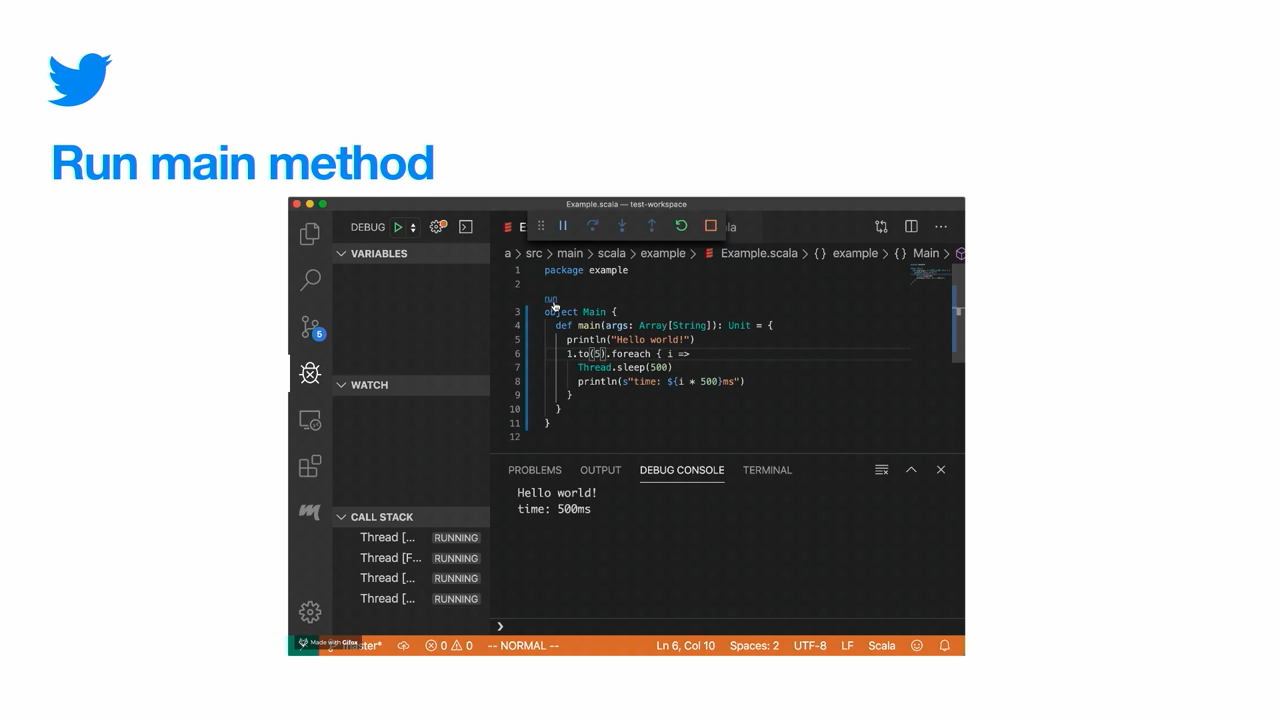 Run main method
Example.scala — test-workspace
DEBUG
a > src > main > scala > example > Example.scala > {} example > {} Main >
VARIABLES
1 package example
2
run
3 object Main {
4 def main(args: Array[String]): Unit = {
5 println("Hello world!")
6 1.to(5).foreach { i =>
7 Thread.sleep(500)
8 println(s"time: ${i * 500}ms")
9 }
10 }
11 }
12
5
WATCH
PROBLEMS OUTPUT DEBUG CONSOLE TERMINAL
Hello world!
time: 500ms
CALL STACK
Thread [... RUNNING
Thread [F... RUNNING
Thread [... RUNNING
Thread [... RUNNING
Made with Gifox
0 0 -- NORMAL -- Ln 6, Col 10 Spaces: 2 UTF-8 LF Scala